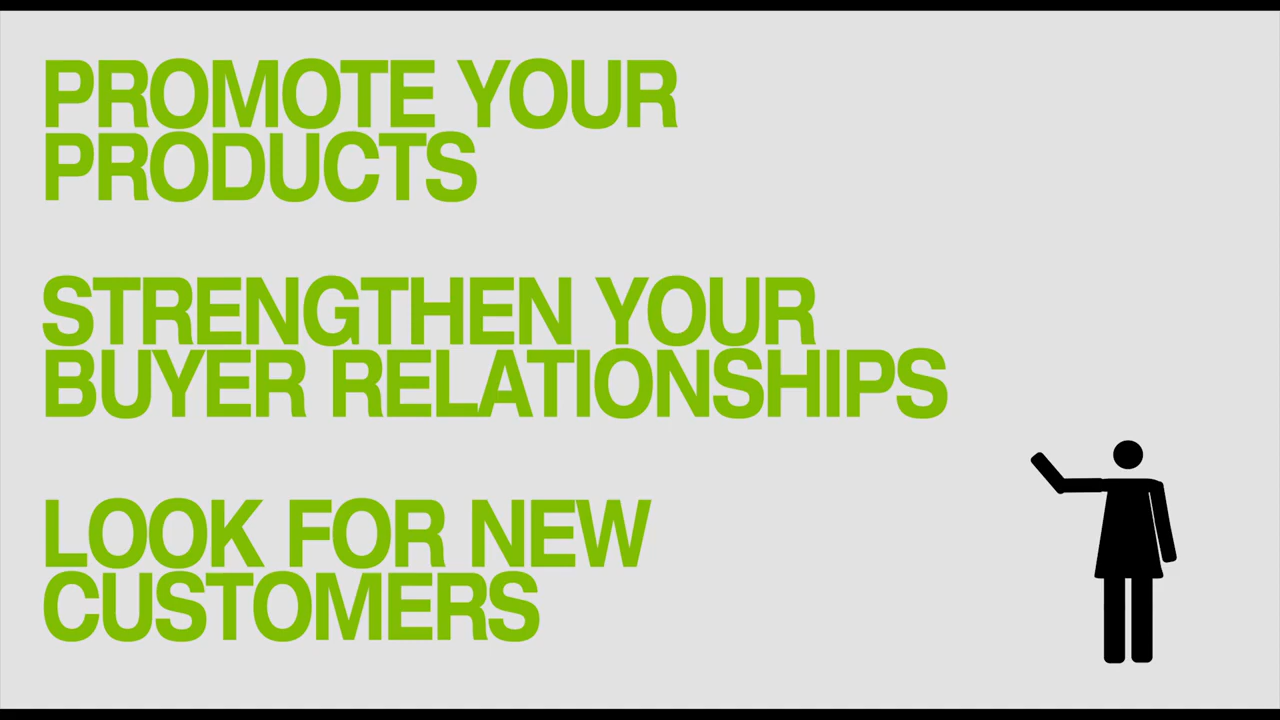 PROMOTE YOUR
PRODUCTS
STRENGTHEN YOUR
BUYER RELATIONSHIPS
LOOK FOR NEW
CUSTOMERS